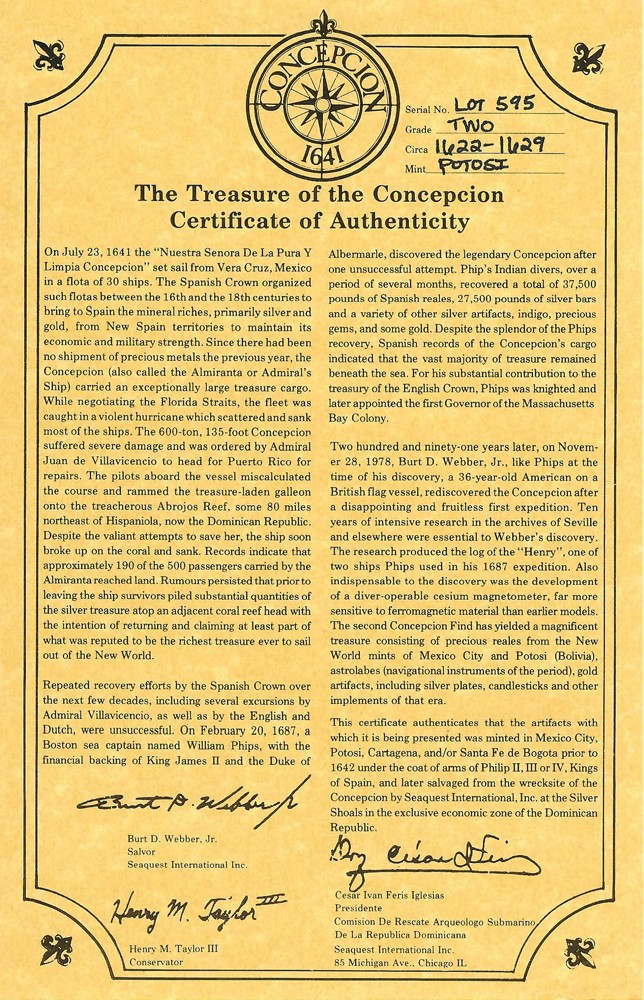 CONCEPCION
1641
Serial No. LOT 595
Grade TWO
Circa 1622-1629
Mint POTOSI
The Treasure of the Concepcion
Certificate of Authenticity
On July 23, 1641 the "Nuestra Senora De La Pura Y
Limpia Concepcion" set sail from Vera Cruz, Mexico
in a flota of 30 ships. The Spanish Crown organized
such flotas between the 16th and the 18th centuries to
bring to Spain the mineral riches, primarily silver and
gold, from New Spain territories to maintain its
economic and military strength. Since there had been
no shipment of precious metals the previous year, the
Concepcion (also called the Almiranta or Admiral's
Ship) carried an exceptionally large treasure cargo.
While negotiating the Florida Straits, the fleet was
caught in a violent hurricane which scattered and sank
most of the ships. The 600-ton, 135-foot Concepcion
suffered severe damage and was ordered by Admiral
Juan de Villavicencio to head for Puerto Rico for
repairs. The pilots aboard the vessel miscalculated
the course and rammed the treasure-laden galleon
onto the treacherous Abrojos Reef, some 80 miles
northeast of Hispaniola, now the Dominican Republic.
Despite the valiant attempts to save her, the ship soon
broke up on the coral and sank. Records indicate that
approximately 190 of the 500 passengers carried by the
Almiranta reached land. Rumours persisted that prior to
leaving the ship survivors piled substantial quantities of
the silver treasure atop an adjacent coral reef head with
the intention of returning and claiming at least part of
what was reputed to be the richest treasure ever to sail
out of the New World.
Repeated recovery efforts by the Spanish Crown over
the next few decades, including several excursions by
Admiral Villavicencio, as well as by the English and
Dutch, were unsuccessful. On February 20, 1687, a
Boston sea captain named William Phips, with the
financial backing of King James II and the Duke of
Albermarle, discovered the legendary Concepcion after
one unsuccessful attempt. Phip's Indian divers, over a
period of several months, recovered a total of 37,500
pounds of Spanish reales, 27,500 pounds of silver bars
and a variety of other silver artifacts, indigo, precious
gems, and some gold. Despite the splendor of the Phips
recovery, Spanish records of the Concepcion's cargo
indicated that the vast majority of treasure remained
beneath the sea. For his substantial contribution to the
treasury of the English Crown, Phips was knighted and
later appointed the first Governor of the Massachusetts
Bay Colony.
Two hundred and ninety-one years later, on Novem-
er 28, 1978, Burt D. Webber, Jr., like Phips at the
time of his discovery, a 36-year-old American on a
British flag vessel, rediscovered the Concepcion after
a disappointing and fruitless first expedition. Ten
years of intensive research in the archives of Seville
and elsewhere were essential to Webber's discovery.
The research produced the log of the "Henry", one of
two ships Phips used in his 1687 expedition. Also
indispensable to the discovery was the development
of a diver-operable cesium magnetometer, far more
sensitive to ferromagnetic material than earlier models.
The second Concepcion Find has yielded a magnificent
treasure consisting of precious reales from the New
World mints of Mexico City and Potosi (Bolivia),
astrolabes (navigational instruments of the period), gold
artifacts, including silver plates, candlesticks and other
implements of that era.
This certificate authenticates that the artifacts with
which it is being presented was minted in Mexico City,
Potosi, Cartagena, and/or Santa Fe de Bogota prior to
1642 under the coat of arms of Philip II, III or IV, Kings
of Spain, and later salvaged from the wrecksite of the
Concepcion by Seaquest International, Inc. at the Silver
Shoals in the exclusive economic zone of the Dominican
Republic.
Burt D. Webber Jr
Burt D. Webber, Jr.
Salvor
Seaquest International Inc.
Henry M. Taylor III
Henry M. Taylor III
Conservator
Cesar Ivan Feris Iglesias
Presidente
Comision De Rescate Arqueologo Submarino
De La Republica Dominicana
Seaquest International Inc.
85 Michigan Ave., Chicago IL